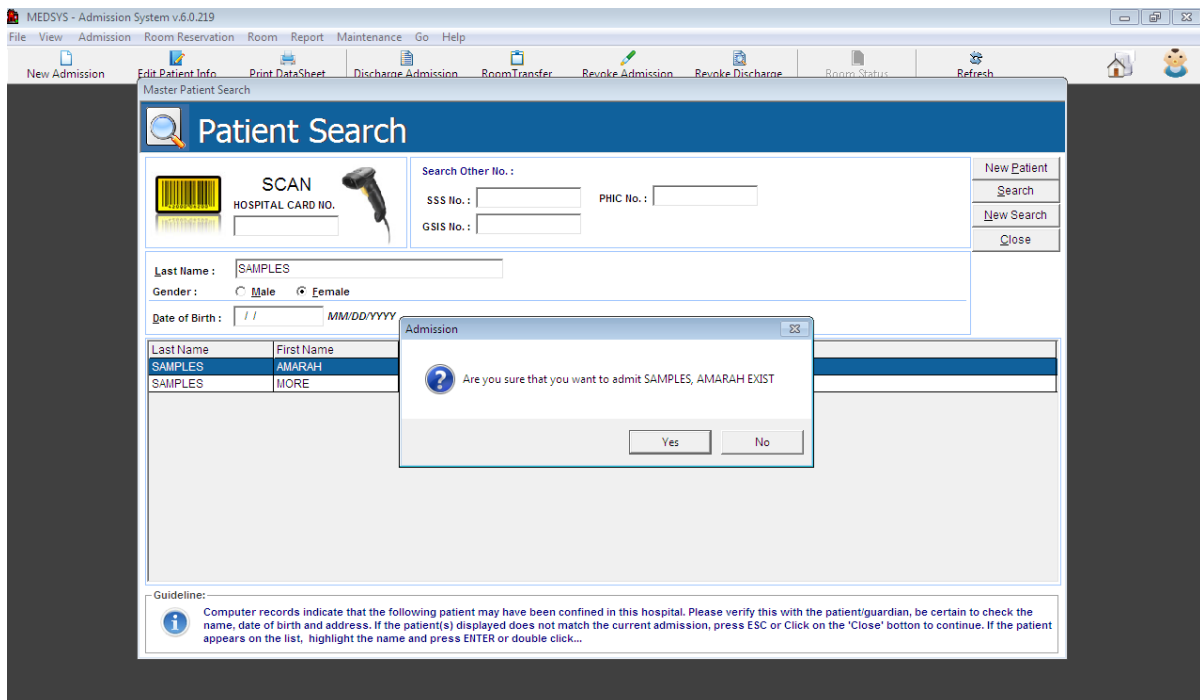 MEDSYS - Admission System v.6.0.219
File View Admission Room Reservation Room Report Maintenance Go Help
New Admission Edit Patient Info Print DataSheet Discharge Admission RoomTransfer Revoke Admission Revoke Discharge Room Status Refresh
Master Patient Search
Patient Search
SCAN
HOSPITAL CARD NO.
Search Other No. :
SSS No. :
PHIC No. :
GSIS No. :
New Patient
Search
New Search
Close
Last Name : SAMPLES
Gender : Male Female
Date of Birth : / / MM/DD/YYYY
Last Name First Name
SAMPLES AMARAH
SAMPLES MORE
Admission
Are you sure that you want to admit SAMPLES, AMARAH EXIST
Yes No
Guideline:
Computer records indicate that the following patient may have been confined in this hospital. Please verify this with the patient/guardian, be certain to check the
name, date of birth and address. If the patient(s) displayed does not match the current admission, press ESC or Click on the 'Close' botton to continue. If the patient
appears on the list, highlight the name and press ENTER or double click...